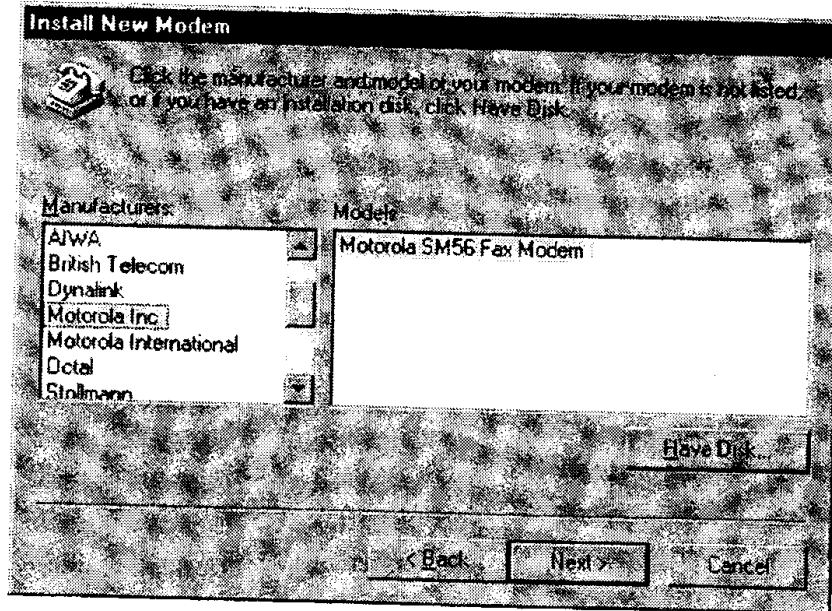 Install New Modem
Click the manufacturer and model of your modem. If your modem is not listed,
or if you have an installation disk, click Have Disk.
Manufacturers:
AIWA
British Telecom
Dynalink
Motorola Inc
Motorola International
Octal
Stollmann
Models:
Motorola SM56 Fax Modem
Have Disk...
< Back
Next >
Cancel